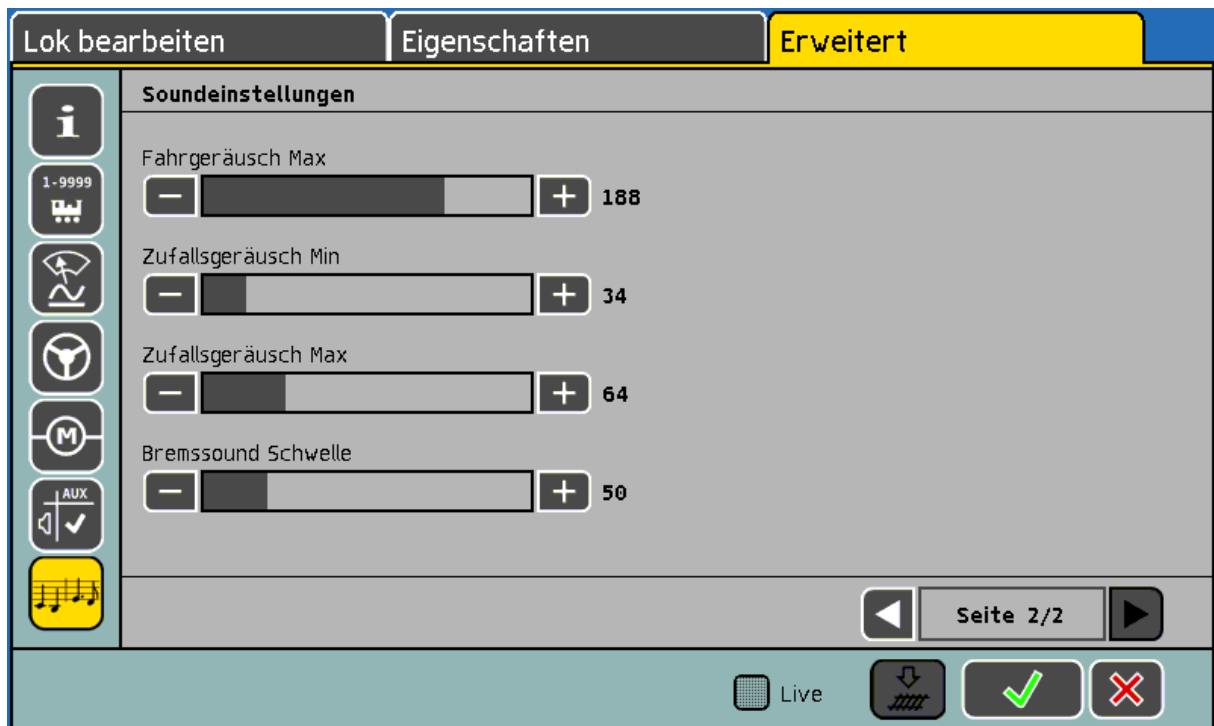 Lok bearbeiten
Eigenschaften
Erweitert
Soundeinstellungen
1-9999
Fahrgeräusch Max
188
Zufallsgeräusch Min
34
Zufallsgeräusch Max
64
M
Bremssound Schwelle
50
AUX
Seite 2/2
Live